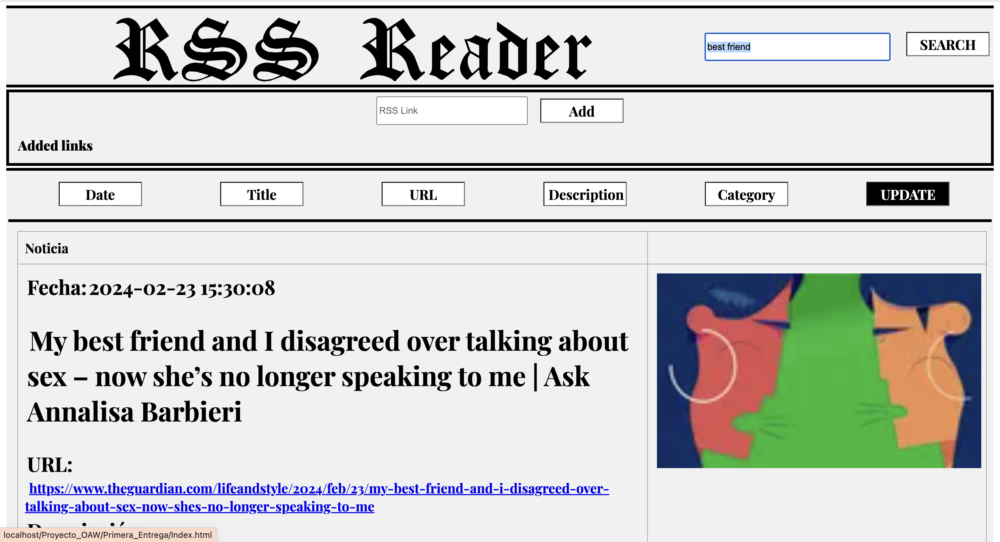 RSS Reader
best friend
SEARCH
RSS Link
Add
Added links
Date
Title
URL
Description
Category
UPDATE
Noticia
Fecha: 2024-02-23 15:30:08
My best friend and I disagreed over talking about
sex – now she’s no longer speaking to me | Ask
Annalisa Barbieri
URL:
https://www.theguardian.com/lifeandstyle/2024/feb/23/my-best-friend-and-i-disagreed-over-
talking-about-sex-now-shes-no-longer-speaking-to-me
localhost/Proyecto_OAW/Primera_Entrega/Index.html